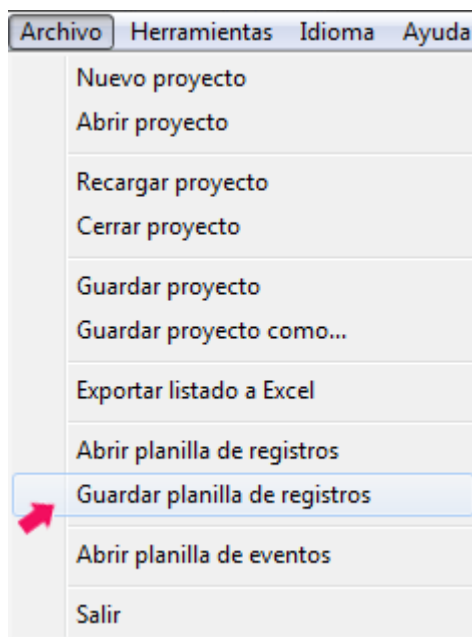 Archivo Herramientas Idioma Ayuda
Nuevo proyecto
Abrir proyecto
Recargar proyecto
Cerrar proyecto
Guardar proyecto
Guardar proyecto como...
Exportar listado a Excel
Abrir planilla de registros
Guardar planilla de registros
Abrir planilla de eventos
Salir